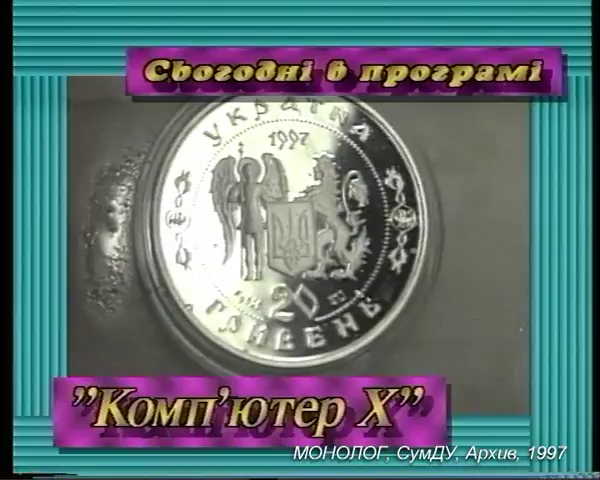 Сьогодні в програмі
УКРАЇНА
1997
20
ГРИВЕНЬ
"Комп'ютер X"
МОНОЛОГ, СумДУ, Архив, 1997